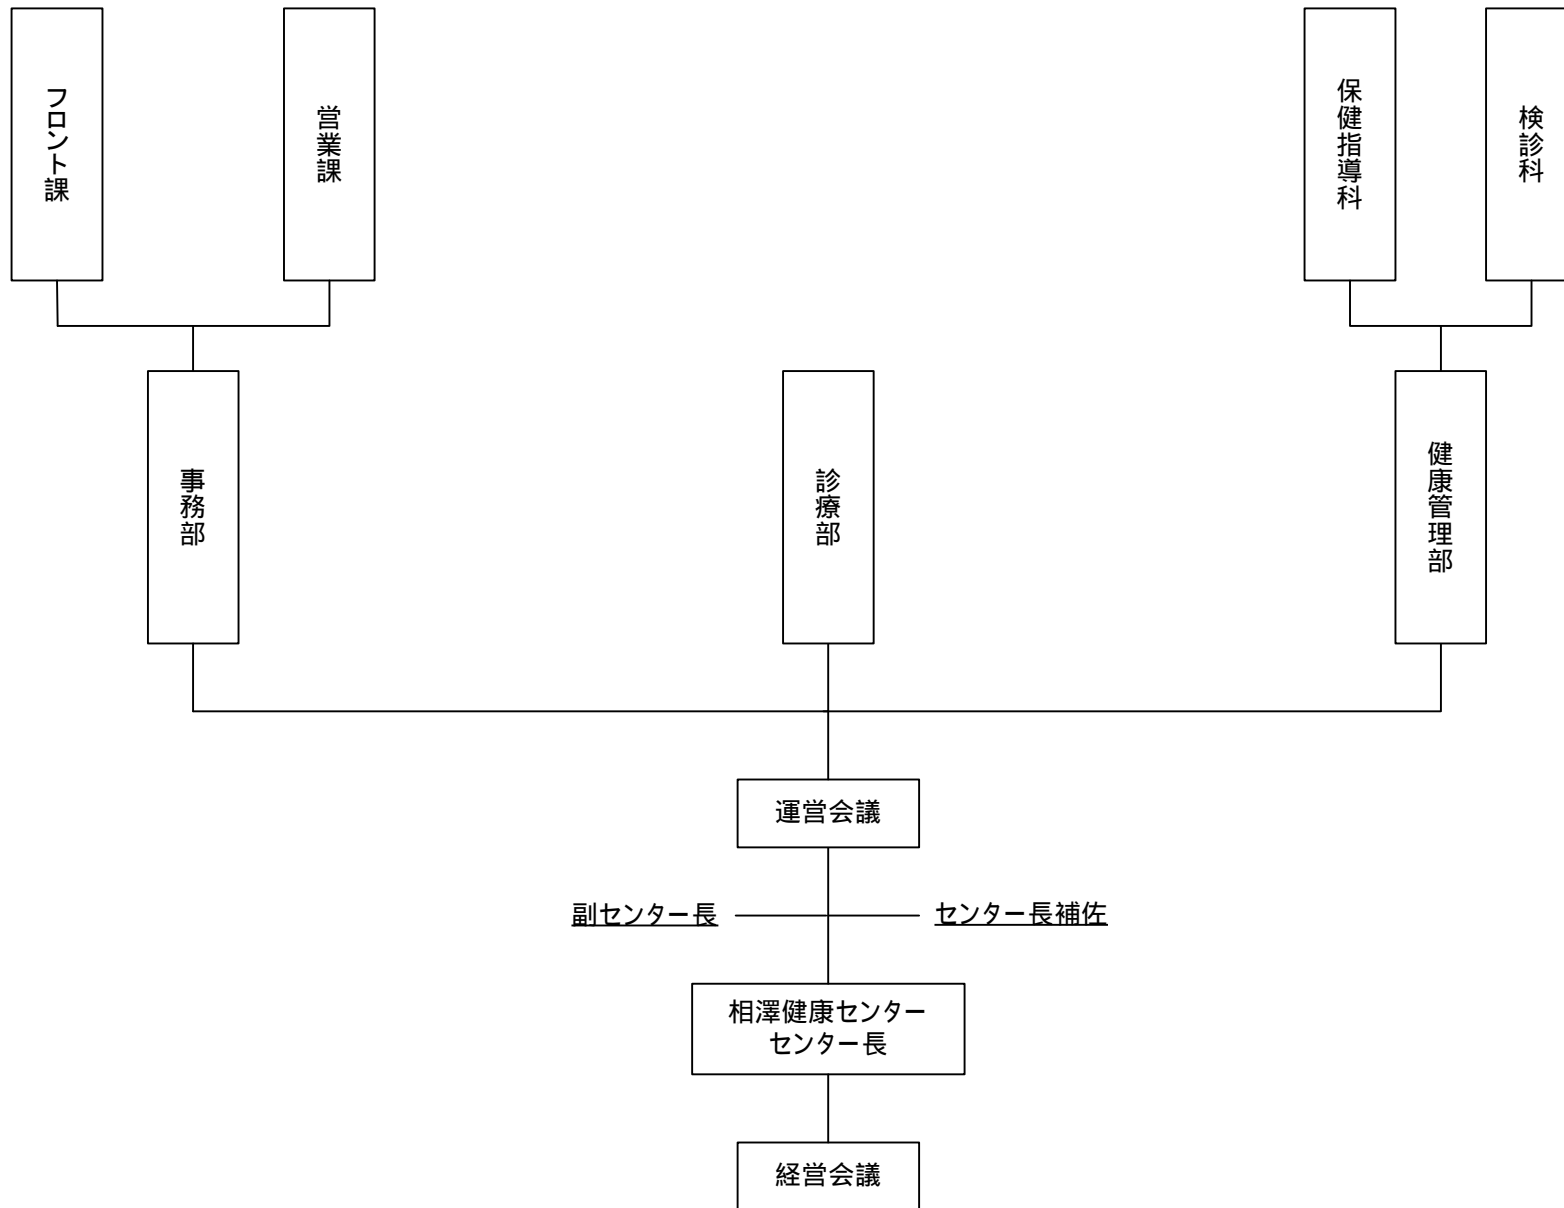 フロント課
営業課
保健指導科
検診科
事務部
診療部
健康管理部
運営会議
副センター長
センター長補佐
相澤健康センター
センター長
経営会議